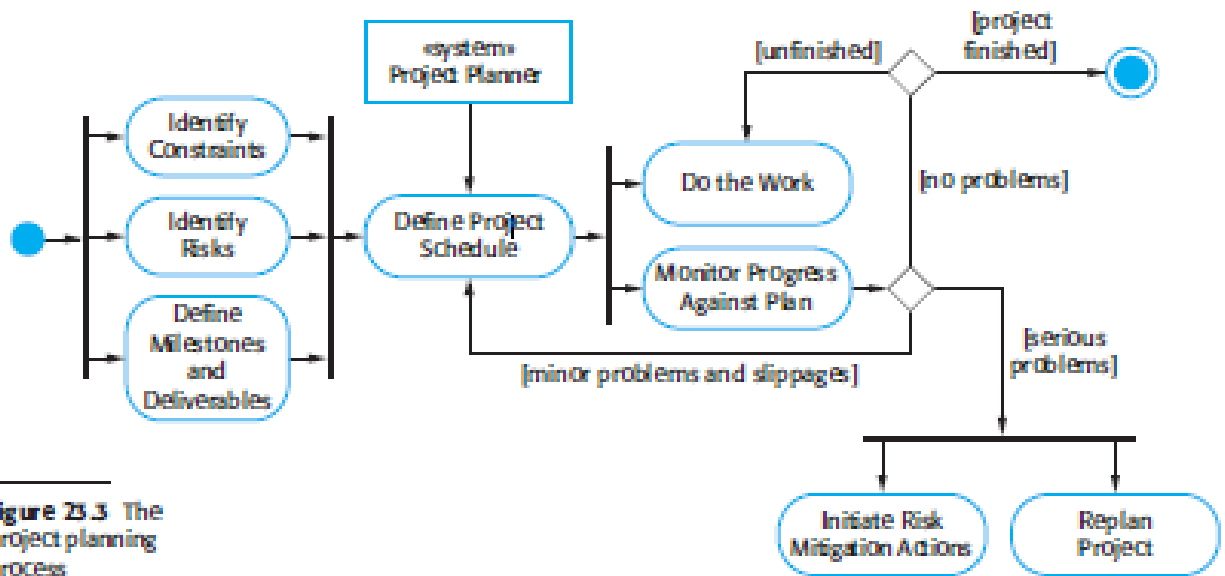 «system»
Project Planner
[unfinished]
[project
finished]
Identify
Constraints
Identify
Risks
Define
Milestones
and
Deliverables
Define Project
Schedule
Do the Work
[no problems]
Monitor Progress
Against Plan
[minor problems and slippages]
[serious
problems]
Initiate Risk
Mitigation Actions
Replan
Project
igure 23.3 The
roject planning
rocess